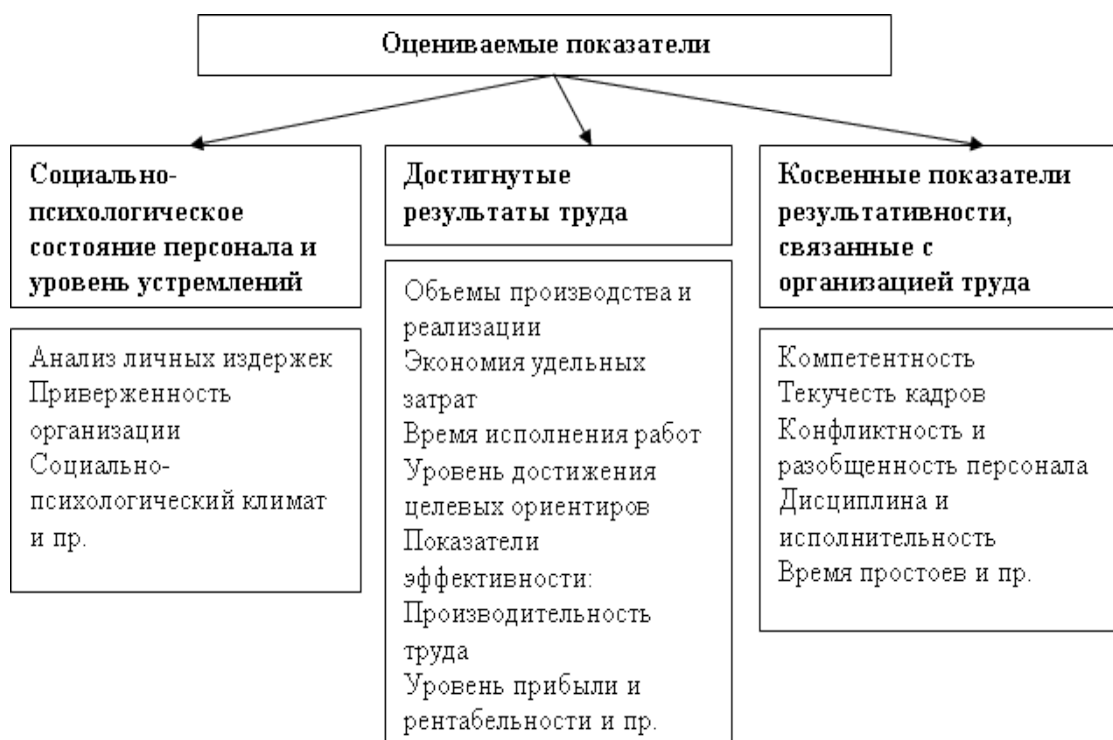 Оцениваемые показатели
Социально-
психологическое
состояние персонала и
уровень устремлений
Анализ личных издержек
Приверженность
организации
Социально-
психологический климат
и пр.
Достигнутые
результаты труда
Объемы производства и
реализации
Экономия удельных
затрат
Время исполнения работ
Уровень достижения
целевых ориентиров
Показатели
эффективности:
Производительность
труда
Уровень прибыли и
рентабельности и пр.
Косвенные показатели
результативности,
связанные с
организацией труда
Компетентность
Текучесть кадров
Конфликтность и
разобщенность персонала
Дисциплина и
исполнительность
Время простоев и пр.